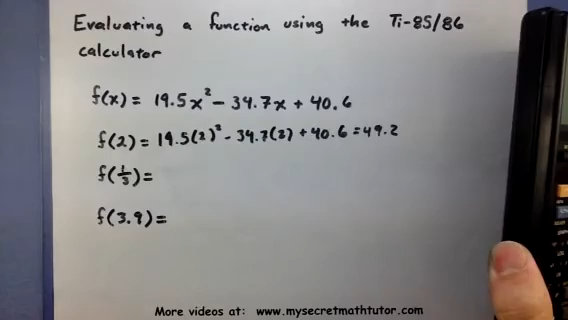 Evaluating a function using the Ti-85/86
calculator
f(x) = 19.5x² - 34.7x + 40.6
f(2) = 19.5(2)² - 34.7(2) + 40.6 = 49.2
f(1/3) =
f(3.9) =
More videos at: www.mysecretmathtutor.com